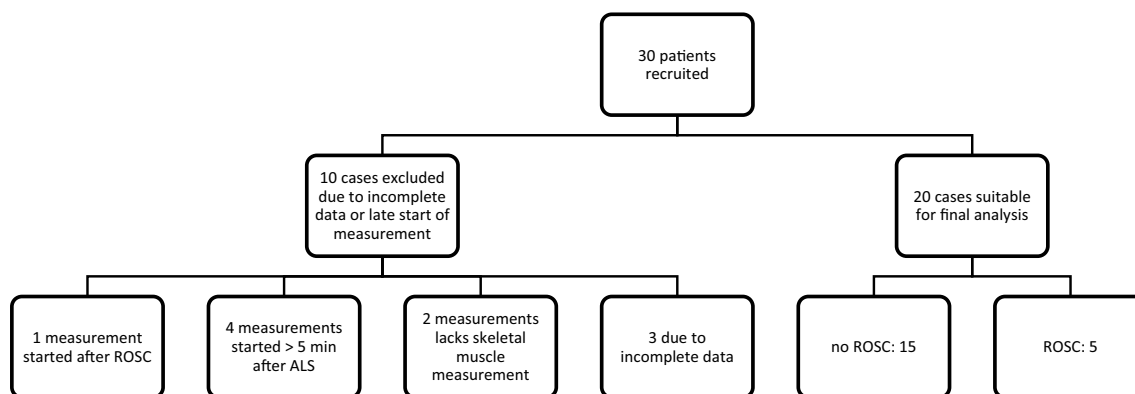 30 patients
recruited
10 cases excluded
due to incomplete
data or late start of
measurement
20 cases suitable
for final analysis
1 measurement
started after ROSC
4 measurements
started > 5 min
after ALS
2 measurements
lacks skeletal
muscle
measurement
3 due to
incomplete data
no ROSC: 15
ROSC: 5